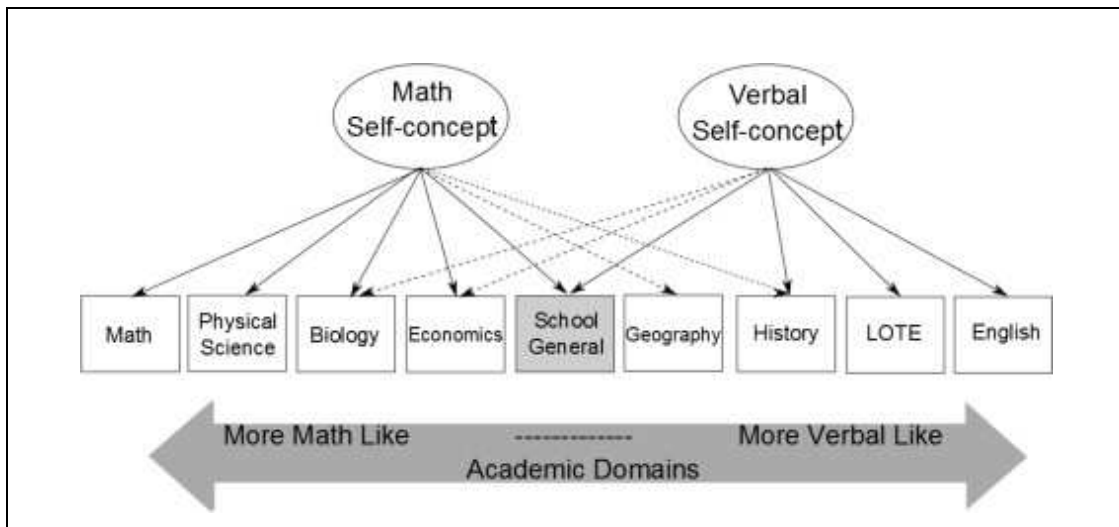 Math
Self-concept
Verbal
Self-concept
Math
Physical
Science
Biology
Economics
School
General
Geography
History
LOTE
English
More Math Like
More Verbal Like
Academic Domains